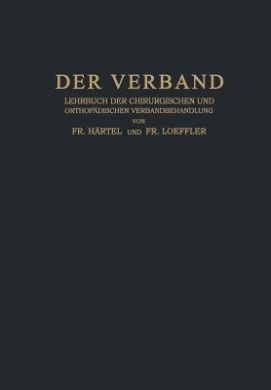 DER VERBAND
LEHRBUCH DER CHIRURGISCHEN UND
ORTHOPÄDISCHEN VERBANDBEHANDLUNG
VON
FR. HÄRTEL UND FR. LOEFFLER